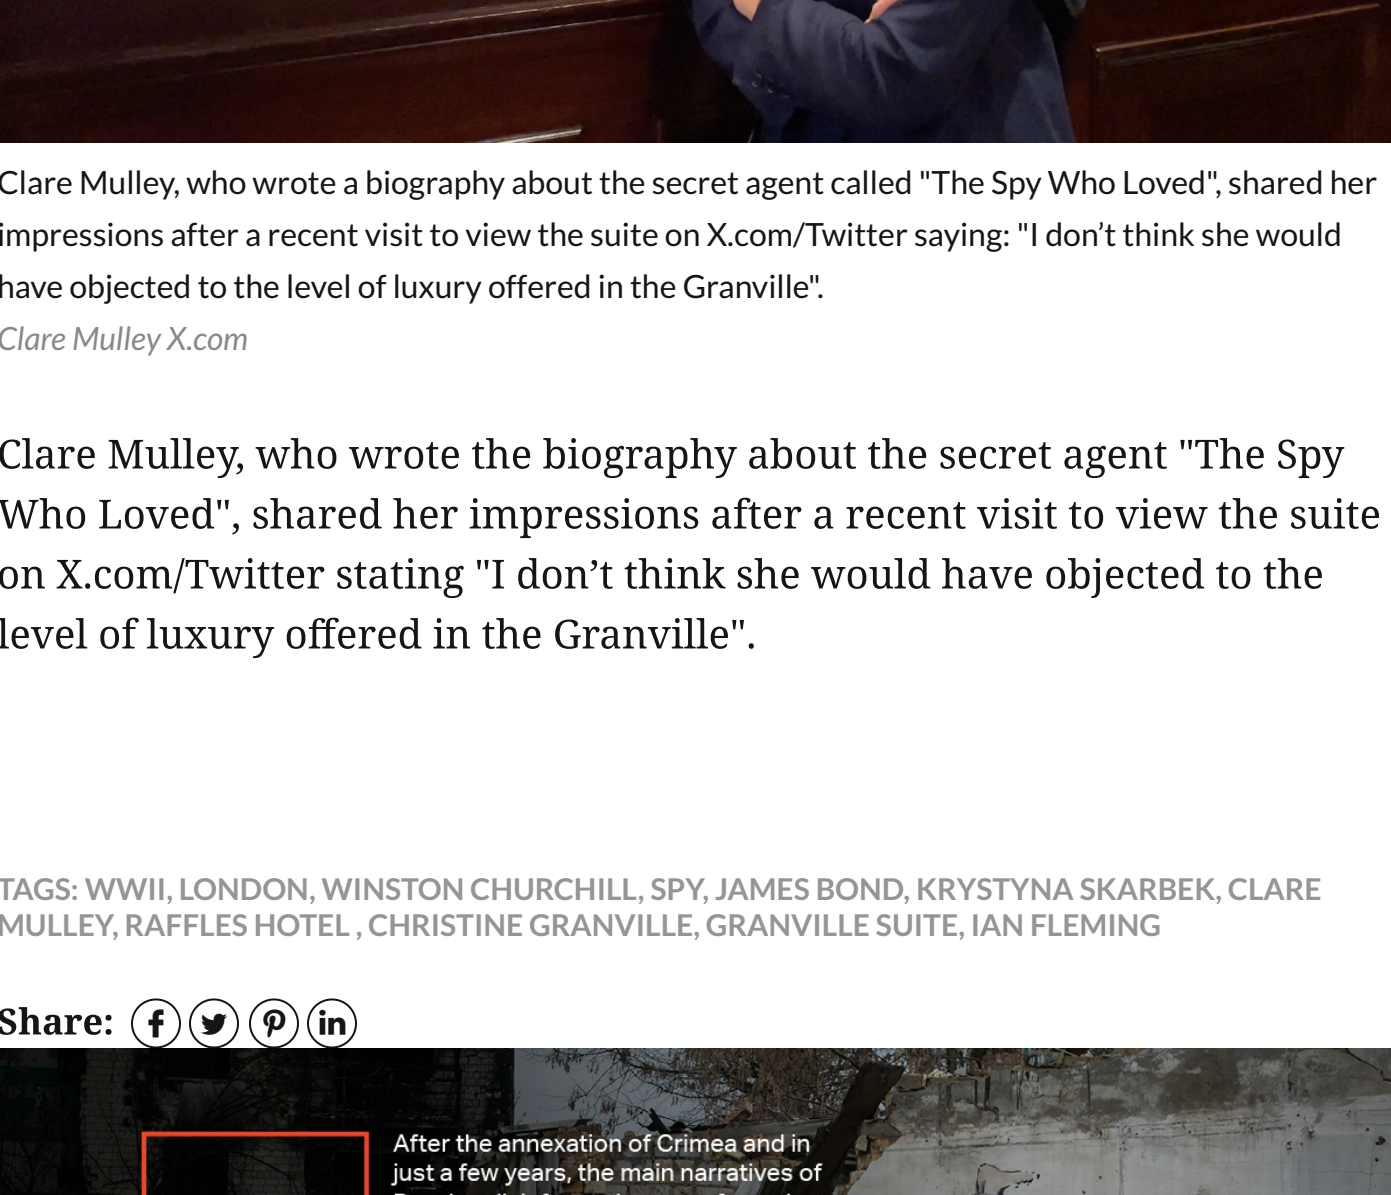 Clare Mulley, who wrote a biography about the secret agent called "The Spy Who Loved", shared her
impressions after a recent visit to view the suite on X.com/Twitter saying: "I don’t think she would
have objected to the level of luxury offered in the Granville".
Clare Mulley X.com
Clare Mulley, who wrote the biography about the secret agent "The Spy
Who Loved", shared her impressions after a recent visit to view the suite
on X.com/Twitter stating "I don’t think she would have objected to the
level of luxury offered in the Granville".
TAGS: WWII, LONDON, WINSTON CHURCHILL, SPY, JAMES BOND, KRYSTYNA SKARBEK, CLARE
MULLEY, RAFFLES HOTEL , CHRISTINE GRANVILLE, GRANVILLE SUITE, IAN FLEMING
Share:
After the annexation of Crimea and in
just a few years, the main narratives of